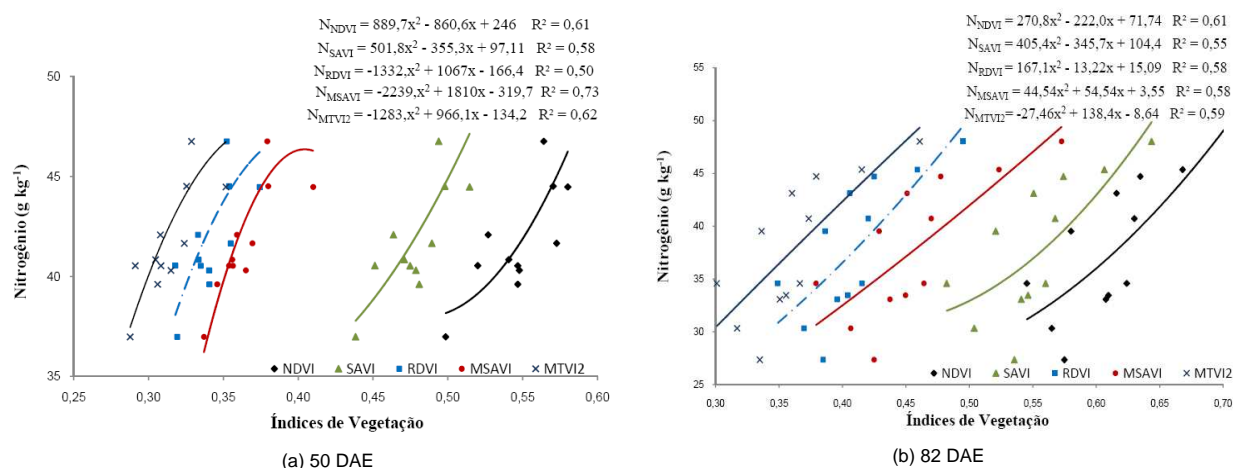 N_NDVI = 889,7x² - 860,6x + 246 R² = 0,61
N_SAVI = 501,8x² - 355,3x + 97,11 R² = 0,58
N_RDVI = -1332,x² + 1067x - 166,4 R² = 0,50
N_MSAVI = -2239,x² + 1810x - 319,7 R² = 0,73
N_MTVI2 = -1283,x² + 966,1x - 134,2 R² = 0,62
Nitrogênio (g kg⁻¹)
50
45
40
35
NDVI SAVI RDVI MSAVI MTVI2
0,25 0,30 0,35 0,40 0,45 0,50 0,55 0,60
Índices de Vegetação
(a) 50 DAE
N_NDVI = 270,8x² - 222,0x + 71,74 R² = 0,61
N_SAVI = 405,4x² - 345,7x + 104,4 R² = 0,55
N_RDVI = 167,1x² - 13,22x + 15,09 R² = 0,58
N_MSAVI = 44,54x² + 54,54x + 3,55 R² = 0,58
N_MTVI2= -27,46x² + 138,4x - 8,64 R² = 0,59
Nitrogênio (g kg⁻¹)
55
50
45
40
35
30
25
NDVI SAVI RDVI MSAVI MTVI2
0,30 0,35 0,40 0,45 0,50 0,55 0,60 0,65 0,70
Índices de Vegetação
(b) 82 DAE